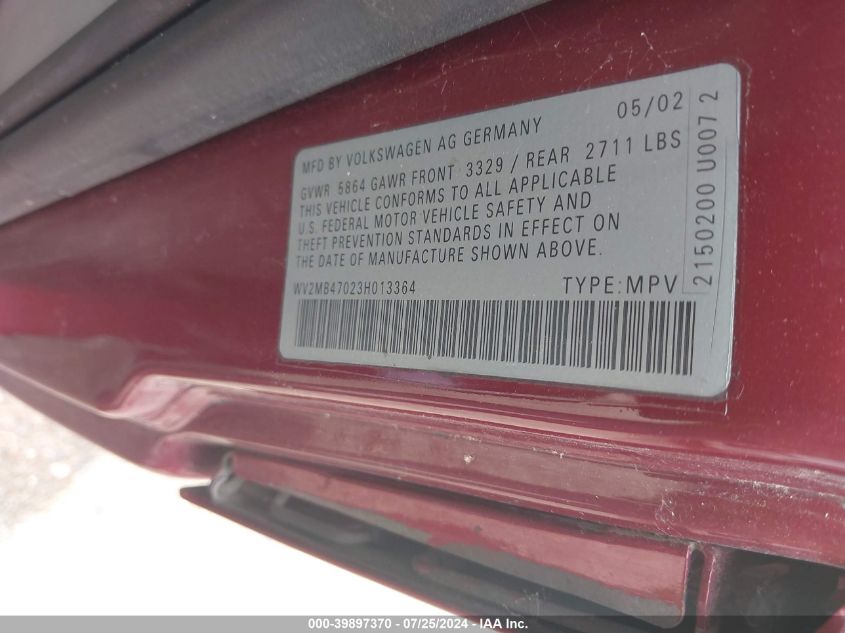 05/02
MFD BY VOLKSWAGEN AG GERMANY
GVWR 5864 GAWR FRONT 3329 / REAR 2711 LBS
THIS VEHICLE CONFORMS TO ALL APPLICABLE
U.S. FEDERAL MOTOR VEHICLE SAFETY AND
THEFT PREVENTION STANDARDS IN EFFECT ON
THE DATE OF MANUFACTURE SHOWN ABOVE.
WV2MB47023H013364 TYPE:MPV
2150200 U007 2
000-39897370 - 07/25/2024 - IAA Inc.